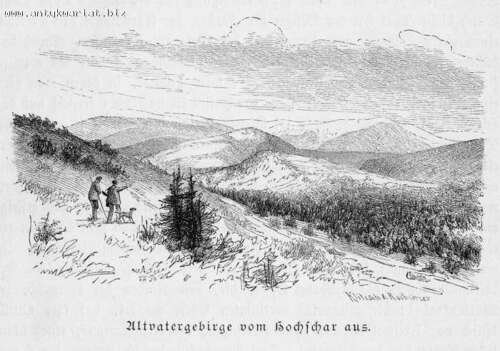 www.antykwariat.biz
Altvatergebirge vom Hochschar aus.